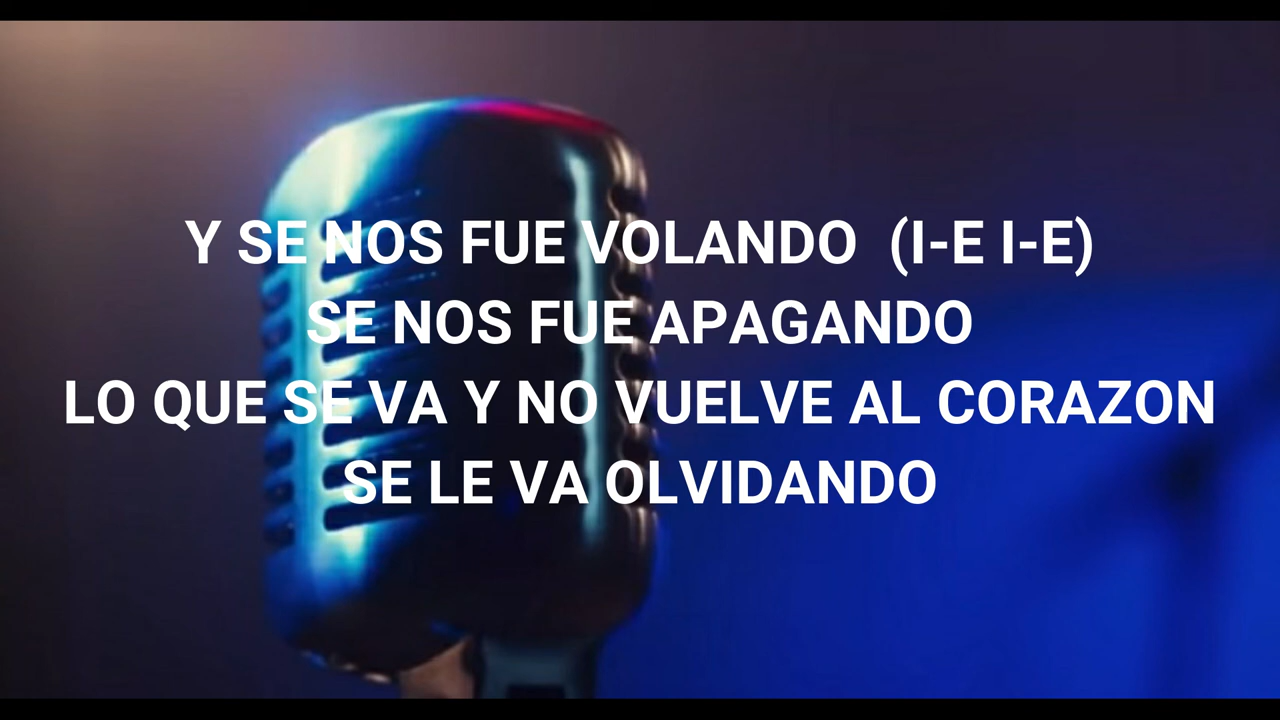 Y SE NOS FUE VOLANDO (I-E I-E)
SE NOS FUE APAGANDO
LO QUE SE VA Y NO VUELVE AL CORAZON
SE LE VA OLVIDANDO